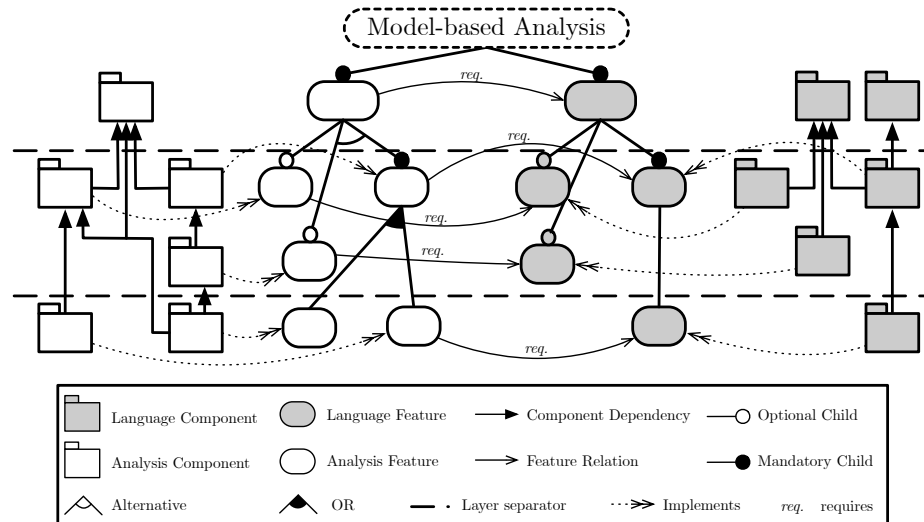 Model-based Analysis
req.
req.
req.
req.
req.
Language Component
Language Feature
Component Dependency
Optional Child
Analysis Component
Analysis Feature
Feature Relation
Mandatory Child
Alternative
OR
Layer separator
Implements
req. requires